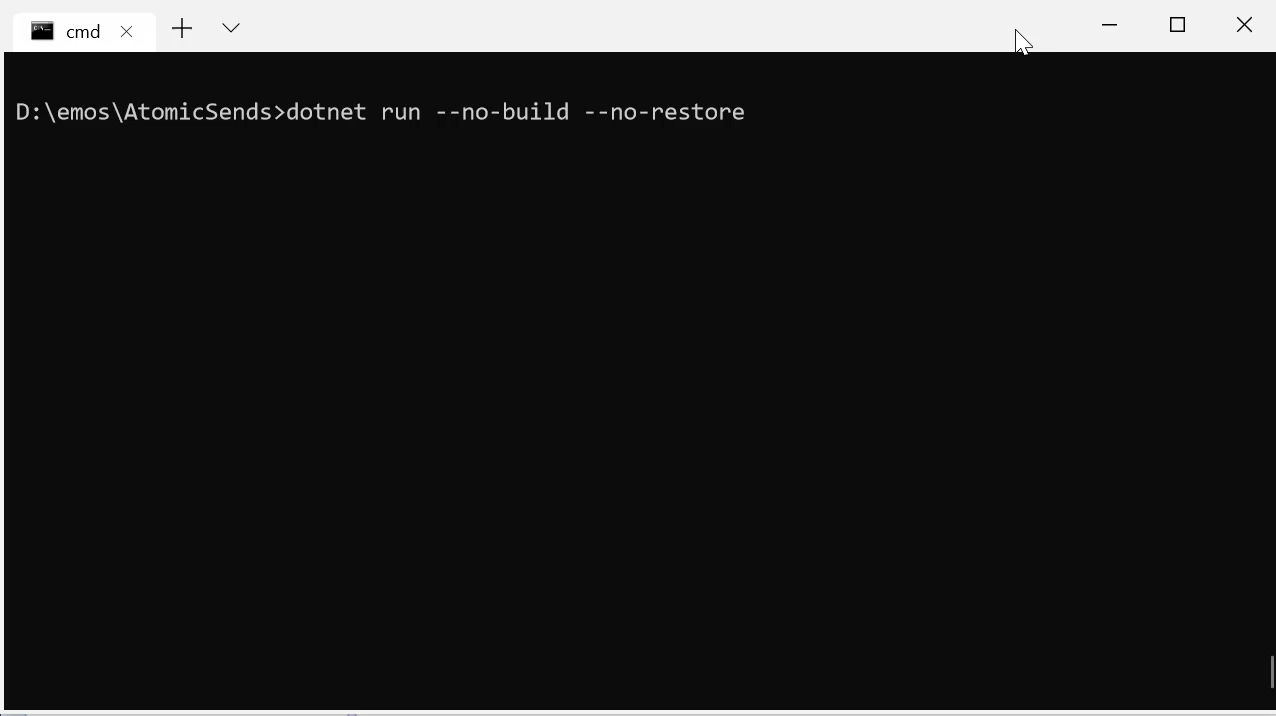 cmd
D:\emos\AtomicSends>dotnet run --no-build --no-restore